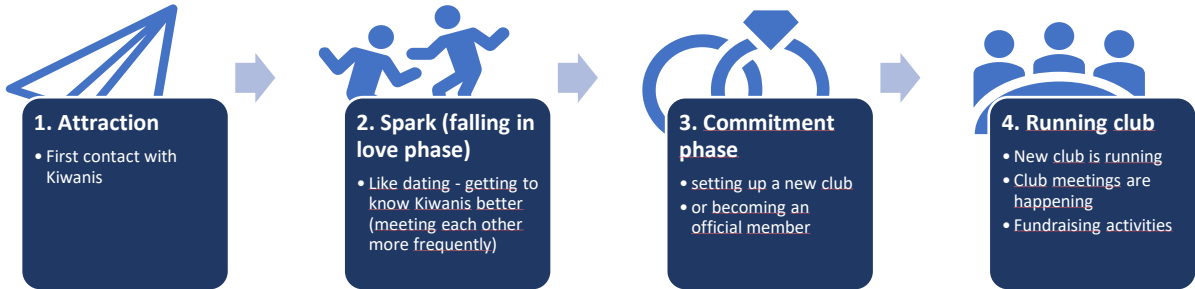 1. Attraction
• First contact with
Kiwanis
2. Spark (falling in
love phase)
• Like dating - getting to
know Kiwanis better
(meeting each other
more frequently)
3. Commitment
phase
• setting up a new club
• or becoming an
official member
4. Running club
• New club is running
• Club meetings are
happening
• Fundraising activities